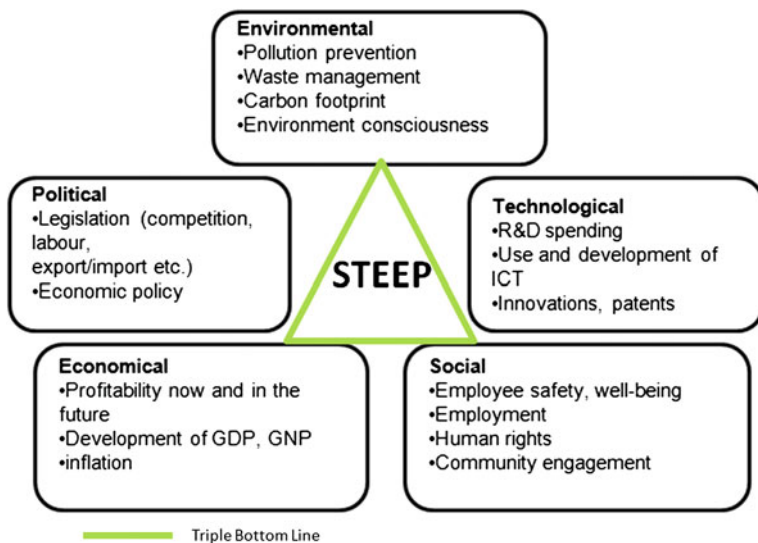 Environmental
•Pollution prevention
•Waste management
•Carbon footprint
•Environment consciousness
Political
•Legislation (competition,
labour,
export/import etc.)
•Economic policy
STEEP
Technological
•R&D spending
•Use and development of
ICT
•Innovations, patents
Economical
•Profitability now and in the
future
•Development of GDP, GNP
•inflation
Social
•Employee safety, well-being
•Employment
•Human rights
•Community engagement
Triple Bottom Line